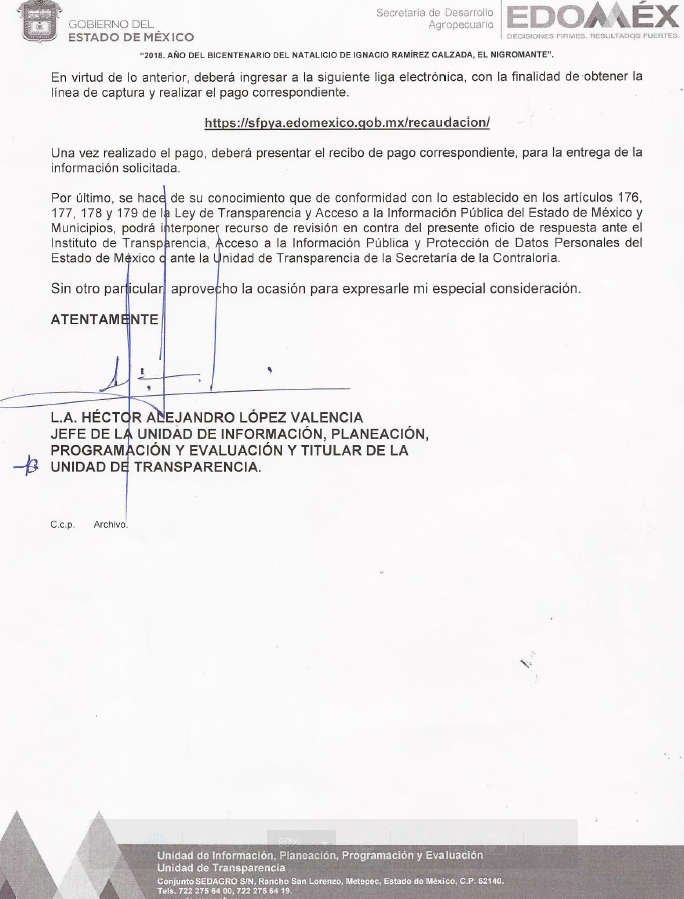 GOBIERNO DEL
ESTADO DE MÉXICO
Secretaría de Desarrollo
Agropecuario
EDOMÉX
DECISIONES FIRMES, RESULTADOS FUERTES.
"2018. AÑO DEL BICENTENARIO DEL NATALICIO DE IGNACIO RAMÍREZ CALZADA, EL NIGROMANTE".
En virtud de lo anterior, deberá ingresar a la siguiente liga electrónica, con la finalidad de obtener la
línea de captura y realizar el pago correspondiente.
https://sfpya.edomexico.gob.mx/recaudacion/
Una vez realizado el pago, deberá presentar el recibo de pago correspondiente, para la entrega de la
información solicitada.
Por último, se hace de su conocimiento que de conformidad con lo establecido en los artículos 176,
177, 178 y 179 de la Ley de Transparencia y Acceso a la Información Pública del Estado de México y
Municipios, podrá interponer recurso de revisión en contra del presente oficio de respuesta ante el
Instituto de Transparencia, Acceso a la Información Pública y Protección de Datos Personales del
Estado de México o ante la Unidad de Transparencia de la Secretaría de la Contraloría.
Sin otro particular aprovecho la ocasión para expresarle mi especial consideración.
ATENTAMENTE
L.A. HÉCTOR ALEJANDRO LÓPEZ VALENCIA
JEFE DE LA UNIDAD DE INFORMACIÓN, PLANEACIÓN,
PROGRAMACIÓN Y EVALUACIÓN Y TITULAR DE LA
UNIDAD DE TRANSPARENCIA.
C.c.p. Archivo.
Unidad de Información, Planeación, Programación y Evaluación
Unidad de Transparencia
Conjunto SEDAGRO S/N, Rancho San Lorenzo, Metepec, Estado de México, C.P. 52140.
Tels. 722 275 64 00, 722 275 64 19.